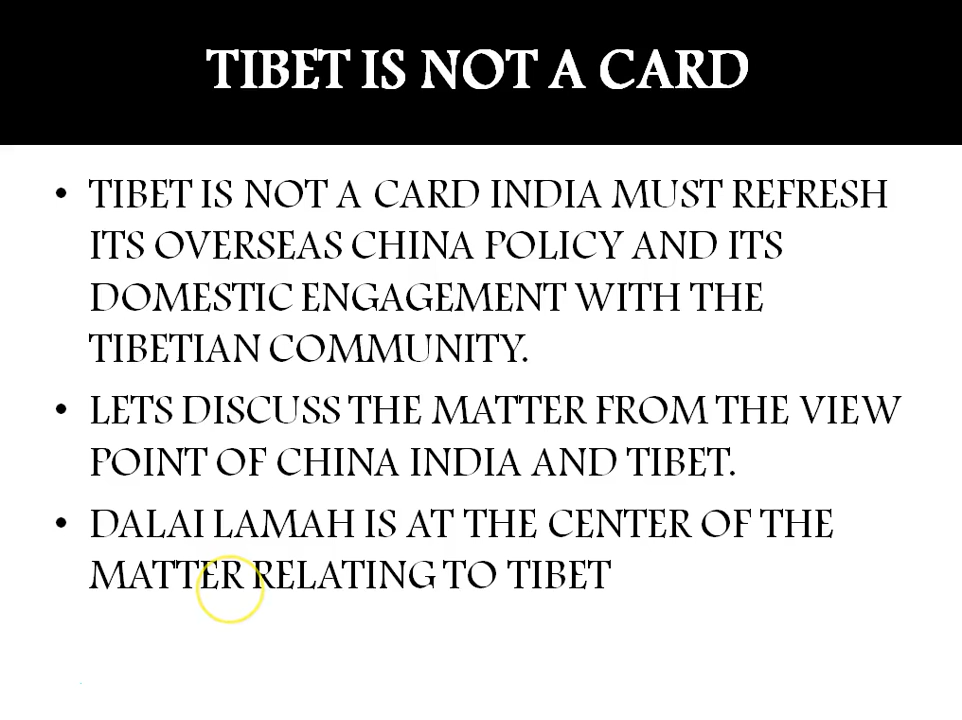 TIBET IS NOT A CARD
• TIBET IS NOT A CARD INDIA MUST REFRESH
ITS OVERSEAS CHINA POLICY AND ITS
DOMESTIC ENGAGEMENT WITH THE
TIBETIAN COMMUNITY.
• LETS DISCUSS THE MATTER FROM THE VIEW
POINT OF CHINA INDIA AND TIBET.
• DALAI LAMAH IS AT THE CENTER OF THE
MATTER RELATING TO TIBET